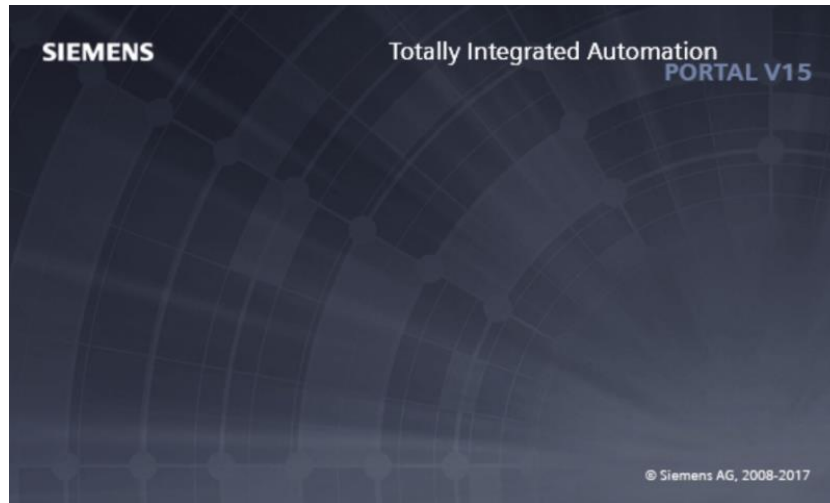 SIEMENS
Totally Integrated Automation
PORTAL V15
© Siemens AG, 2008-2017